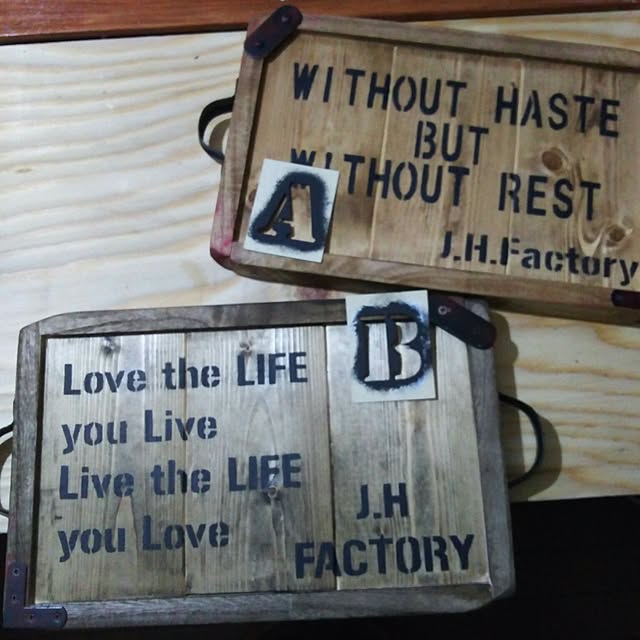 WITHOUT HASTE
BUT
WITHOUT REST
J.H.Factory
A
B
Love the LIFE
you Live
Live the LIFE
you Love
J.H
FACTORY